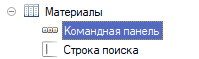 Материалы
Командная панель
Строка поиска